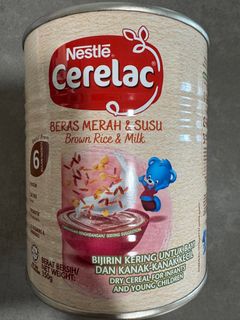 Nestlé
Cerelac
BERAS MERAH & SUSU
Brown Rice & Milk
6
BIJIRIN KERING UNTUK BAYI
DAN KANAK-KANAK KECIL
DRY CEREAL FOR INFANTS
AND YOUNG CHILDREN
BERAT BERSIH/
NET WEIGHT: